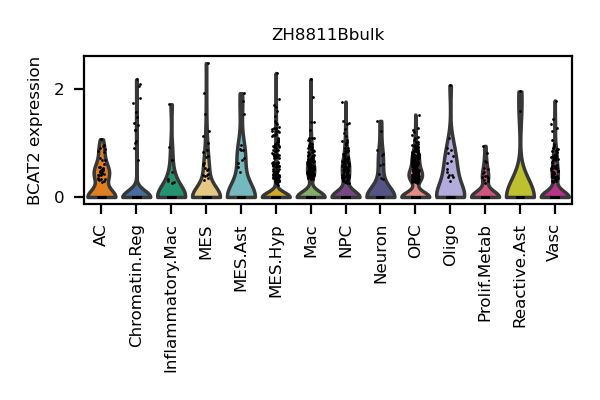 ZH8811Bbulk
BCAT2 expression
2
0
AC
Chromatin.Reg
Inflammatory.Mac
MES
MES.Ast
MES.Hyp
Mac
NPC
Neuron
OPC
Oligo
Prolif.Metab
Reactive.Ast
Vasc